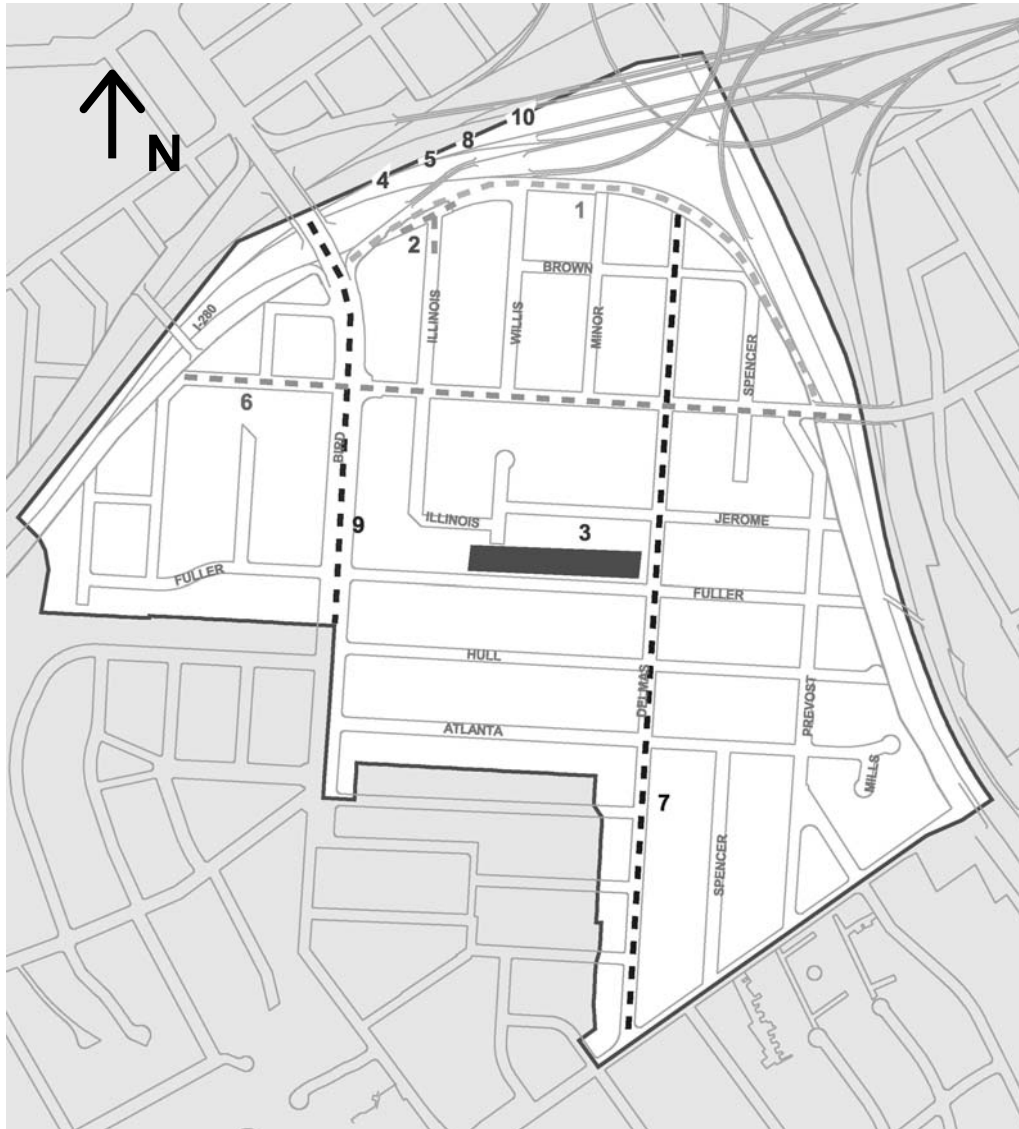 10
8
5
4
N
1
2
BROWN
I-280
ILLINOIS
WILLIS
MINOR
SPENCER
6
BIRD
9
ILLINOIS
3
JEROME
FULLER
FULLER
HULL
DELMAS
PREVOST
ATLANTA
MILLS
7
SPENCER